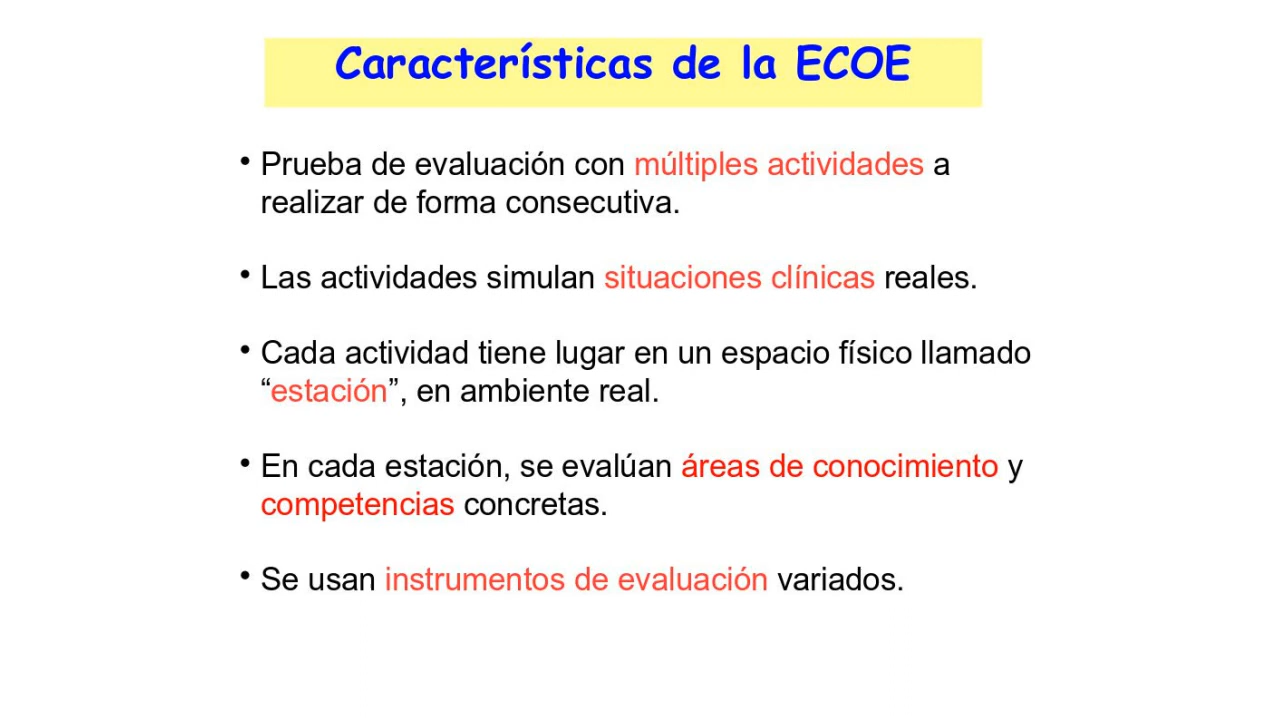 Características de la ECOE
• Prueba de evaluación con múltiples actividades a
realizar de forma consecutiva.
• Las actividades simulan situaciones clínicas reales.
• Cada actividad tiene lugar en un espacio físico llamado
“estación”, en ambiente real.
• En cada estación, se evalúan áreas de conocimiento y
competencias concretas.
• Se usan instrumentos de evaluación variados.